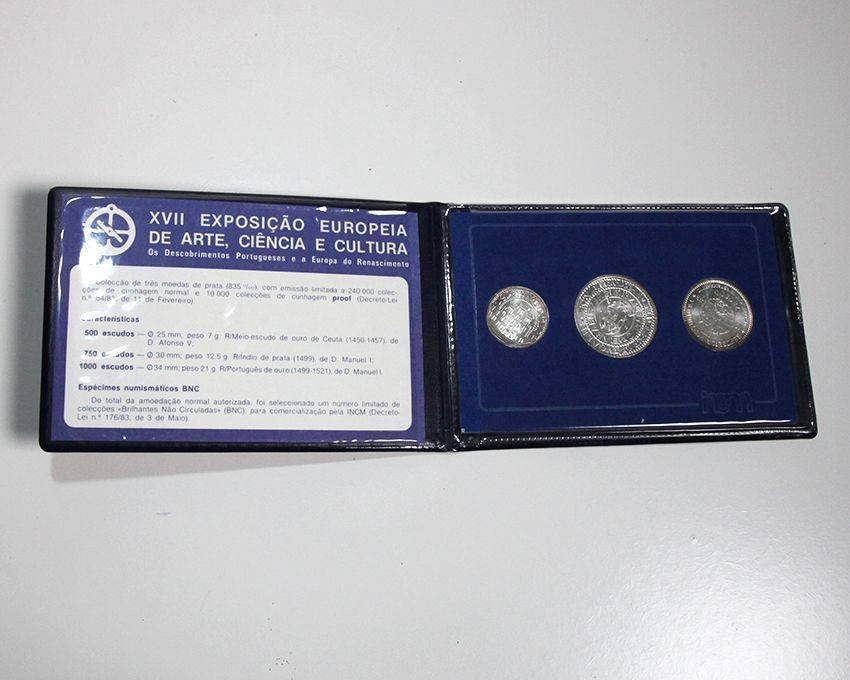 XVII EXPOSIÇÃO EUROPEIA
DE ARTE, CIÊNCIA E CULTURA
Os Descobrimentos Portugueses e a Europa do Renascimento
Colecção de três moedas de prata (835 ‰), com emissão limitada a 240 000 colec-
ções de cunhagem normal e 10 000 colecções de cunhagem proof (Decreto-Lei
n.º 64/83, de 11 de Fevereiro).
Características
500 escudos — Ø 25 mm; peso 7 g. R/Meio-escudo de ouro de Ceuta (1450-1457), de
D. Afonso V;
750 escudos — Ø 30 mm; peso 12,5 g. R/Índio de prata (1499), de D. Manuel I;
1000 escudos — Ø 34 mm; peso 21 g. R/Português de ouro (1499-1521), de D. Manuel I.
Espécimes numismáticos BNC
Do total da amoedação normal autorizada, foi seleccionado um número limitado de
colecções «Brilhantes Não Circuladas» (BNC), para comercialização pela INCM (Decreto-
Lei n.º 176/83, de 3 de Maio).